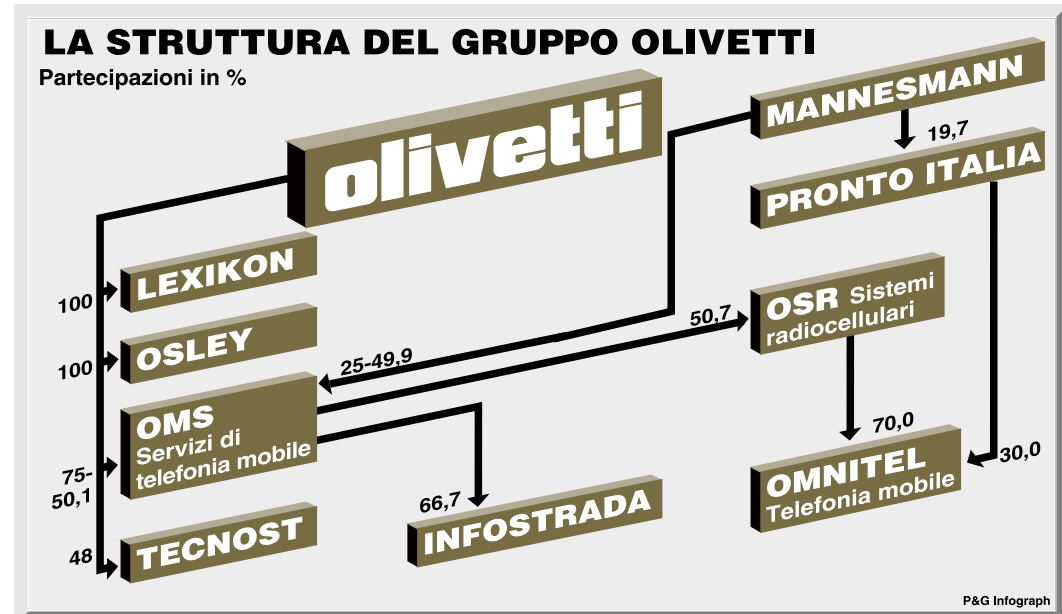 LA STRUTTURA DEL GRUPPO OLIVETTI
Partecipazioni in %
olivetti
MANNESMANN
19,7
PRONTO ITALIA
LEXIKON
100
OSR Sistemi
radiocellulari
50,7
OSLEY
100
25-49,9
OMS
Servizi di
telefonia mobile
75-
50,1
70,0
OMNITEL
Telefonia mobile
30,0
66,7
INFOSTRADA
TECNOST
48
P&G Infograph